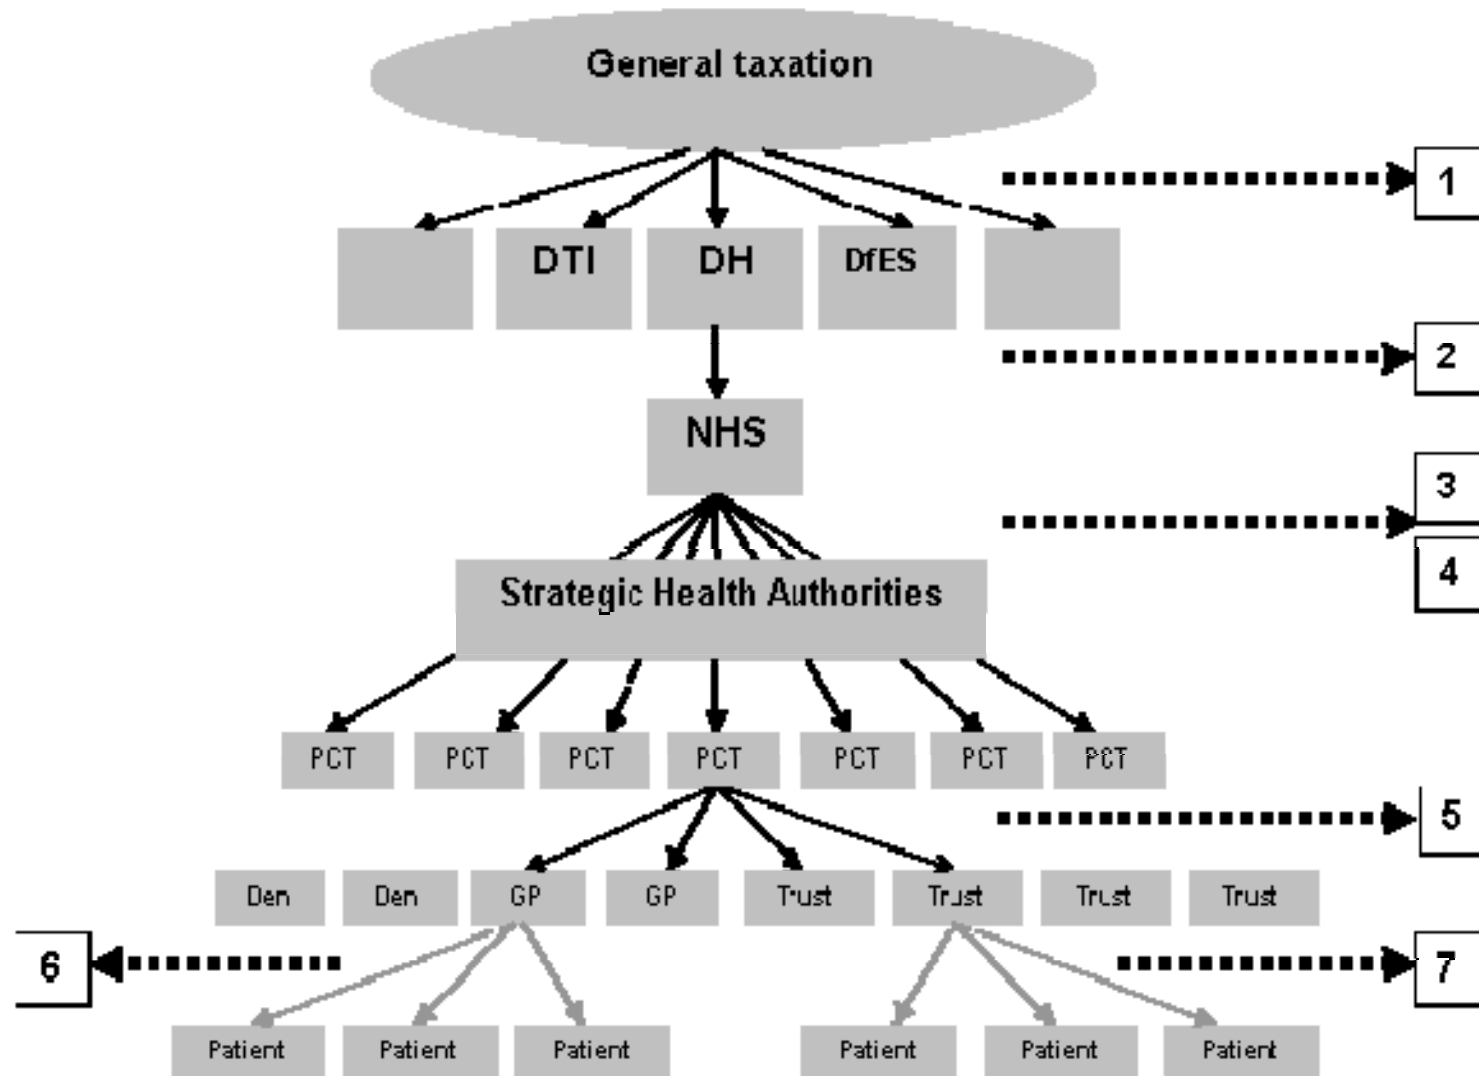 General taxation
1
DTI
DH
DfES
2
NHS
3
4
Strategic Health Authorities
PCT
PCT
PCT
PCT
PCT
PCT
PCT
5
Den
Den
GP
GP
Trust
Trust
Trust
Trust
6
7
Patient
Patient
Patient
Patient
Patient
Patient